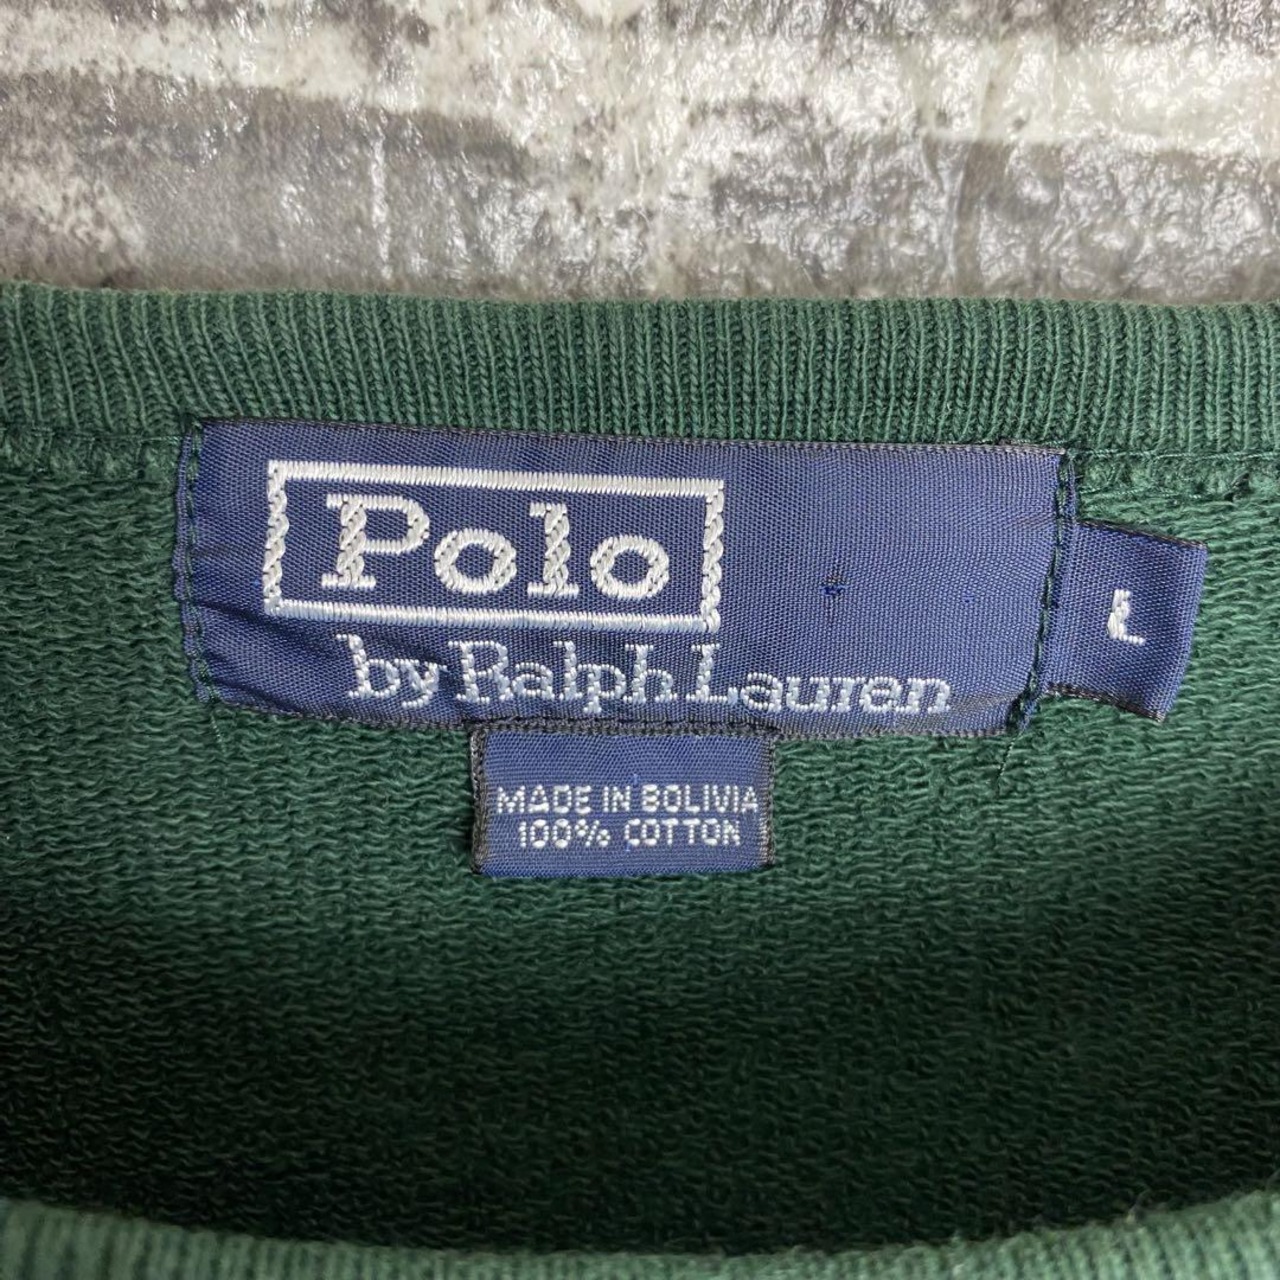 Polo
by Ralph Lauren
L
MADE IN BOLIVIA
100% COTTON